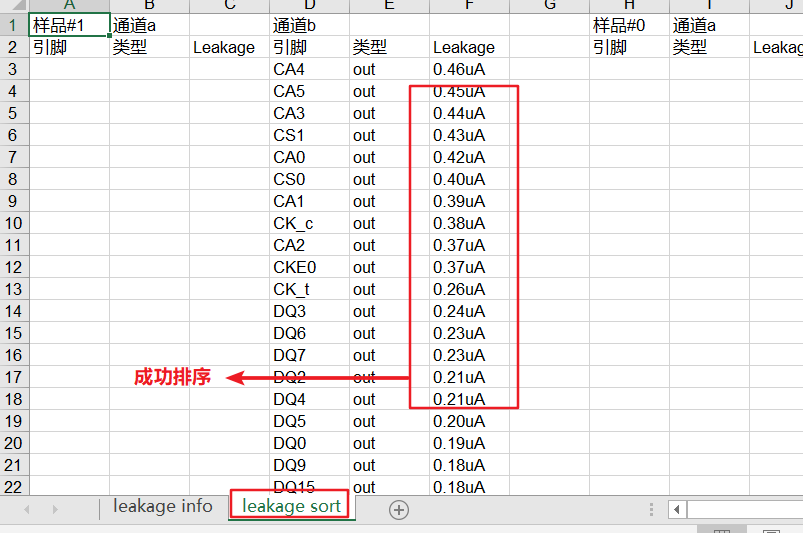 A B C D E F G H I J
1 样品#1 通道a 通道b 样品#0 通道a
2 引脚 类型 Leakage 引脚 类型 Leakage 引脚 类型 Leakag
3 CA4 out 0.46uA
4 CA5 out 0.45uA
5 CA3 out 0.44uA
6 CS1 out 0.43uA
7 CA0 out 0.42uA
8 CS0 out 0.40uA
9 CA1 out 0.39uA
10 CK_c out 0.38uA
11 CA2 out 0.37uA
12 CKE0 out 0.37uA
13 CK_t out 0.26uA
14 DQ3 out 0.24uA
15 DQ6 out 0.23uA
16 DQ7 out 0.23uA
17 成功排序 DQ2 out 0.21uA
18 DQ4 out 0.21uA
19 DQ5 out 0.20uA
20 DQ0 out 0.19uA
21 DQ9 out 0.18uA
22 DQ15 out 0.18uA
leakage info leakage sort